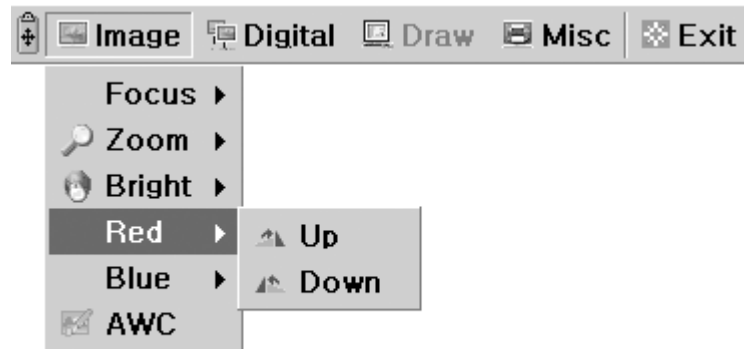 Image Digital Draw Misc Exit
Focus
Zoom
Bright
Red
Up
Blue
Down
AWC